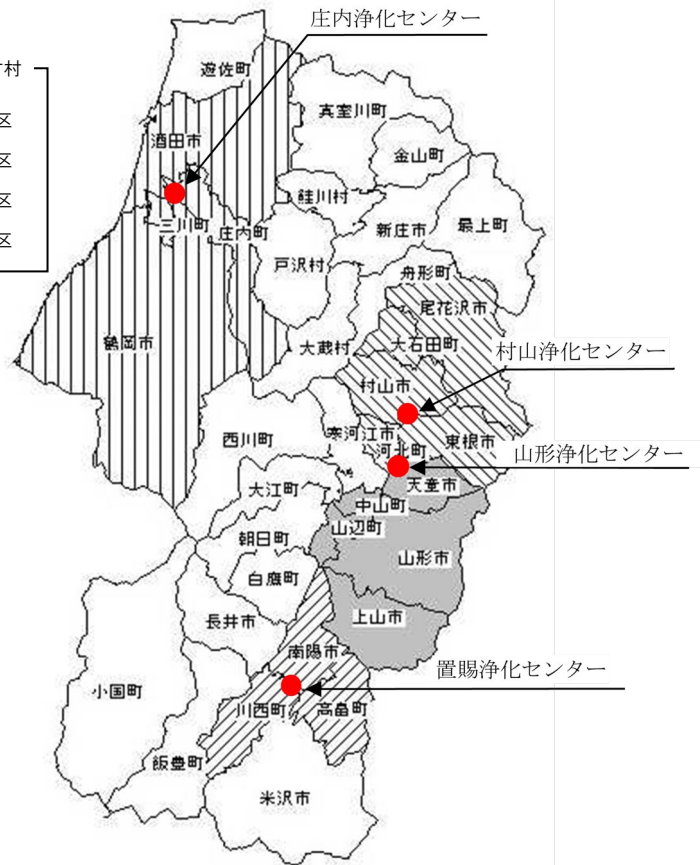 庄内浄化センター
村
区
区
区
区
遊佐町
真室川町
酒田市
金山町
鮭川村
三川町
庄内町
新庄市
最上町
戸沢村
舟形町
尾花沢市
鶴岡市
大蔵村
大石田町
村山浄化センター
村山市
西川町
寒河江市
河北町
東根市
山形浄化センター
大江町
天童市
中山町
山辺町
朝日町
山形市
白鷹町
長井市
上山市
南陽市
置賜浄化センター
小国町
川西町
高畠町
飯豊町
米沢市